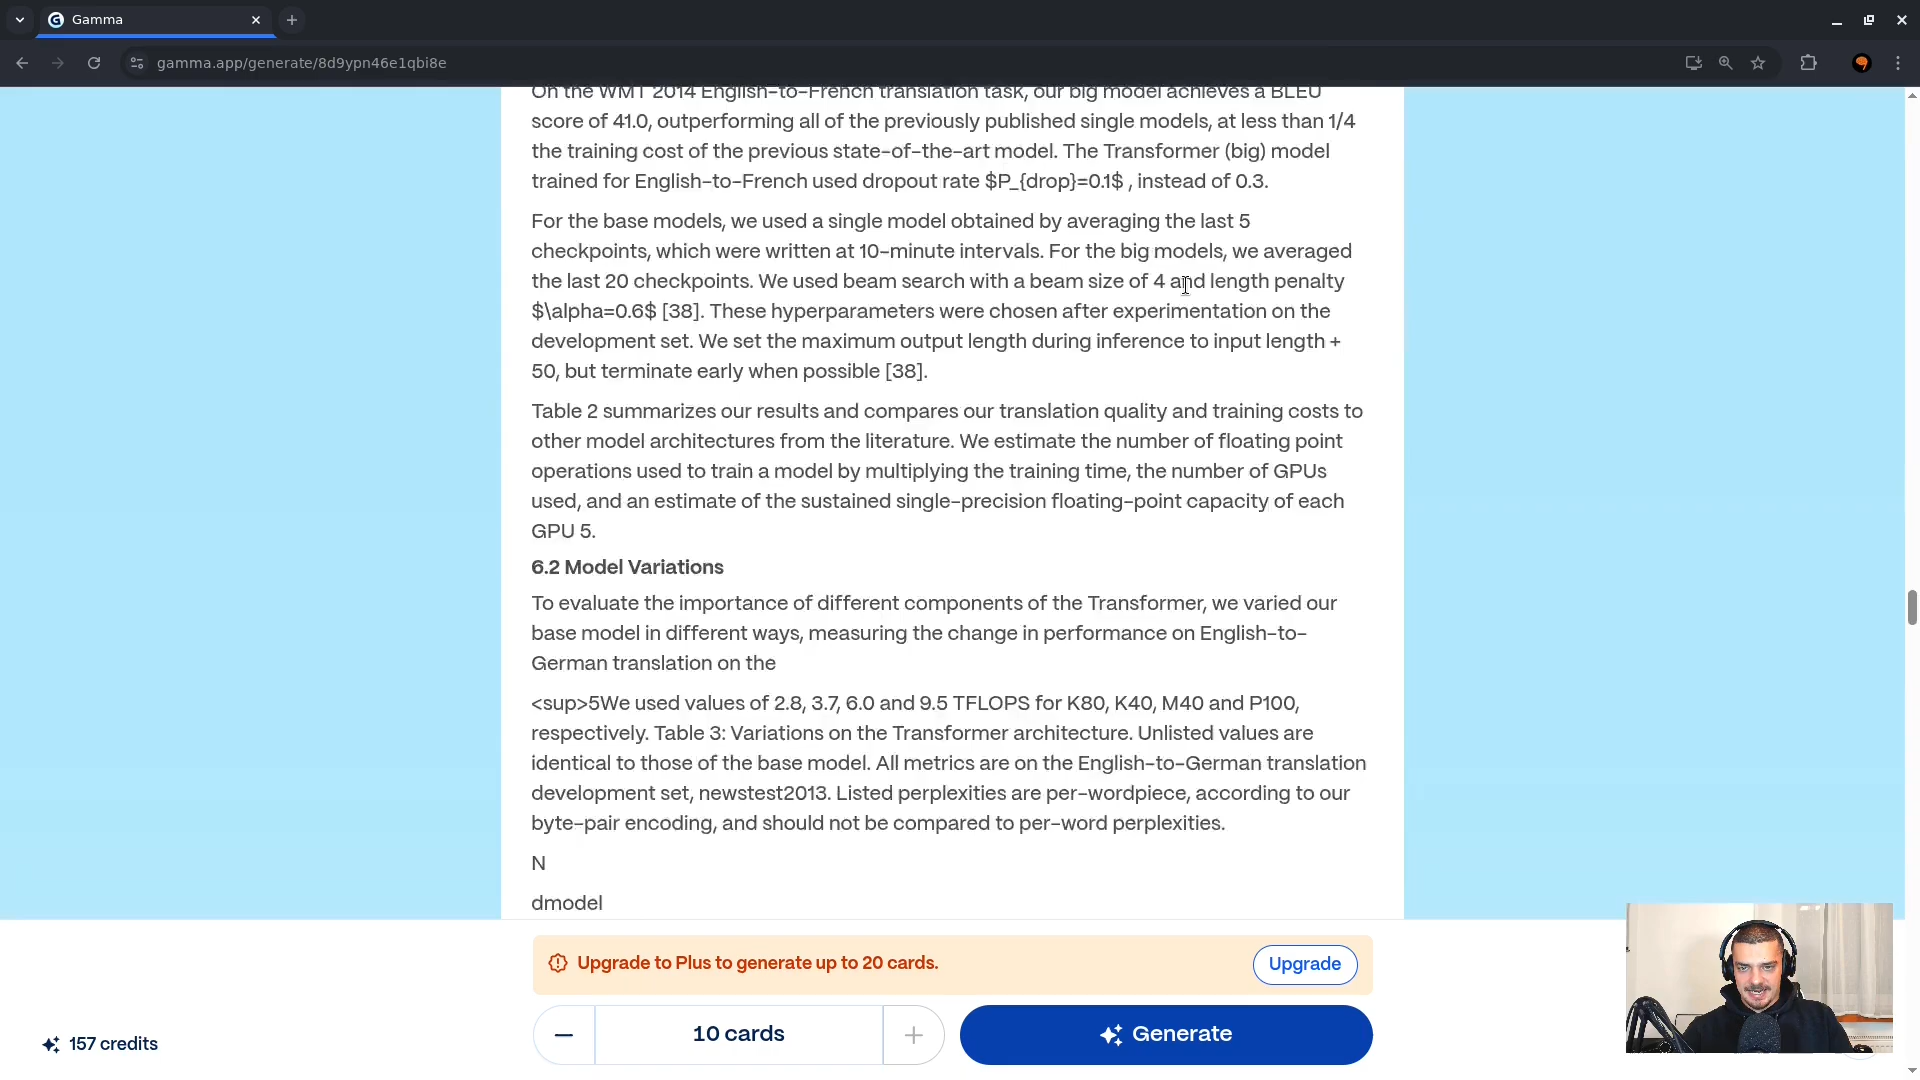 Gamma
gamma.app/generate/8d9ypn46e1qbi8e
On the WMT 2014 English-to-French translation task, our big model achieves a BLEU
score of 41.0, outperforming all of the previously published single models, at less than 1/4
the training cost of the previous state-of-the-art model. The Transformer (big) model
trained for English-to-French used dropout rate $P_{drop}=0.1$ , instead of 0.3.
For the base models, we used a single model obtained by averaging the last 5
checkpoints, which were written at 10-minute intervals. For the big models, we averaged
the last 20 checkpoints. We used beam search with a beam size of 4 and length penalty
$\alpha=0.6$ [38]. These hyperparameters were chosen after experimentation on the
development set. We set the maximum output length during inference to input length +
50, but terminate early when possible [38].
Table 2 summarizes our results and compares our translation quality and training costs to
other model architectures from the literature. We estimate the number of floating point
operations used to train a model by multiplying the training time, the number of GPUs
used, and an estimate of the sustained single-precision floating-point capacity of each
GPU 5.
6.2 Model Variations
To evaluate the importance of different components of the Transformer, we varied our
base model in different ways, measuring the change in performance on English-to-
German translation on the
<sup>5We used values of 2.8, 3.7, 6.0 and 9.5 TFLOPS for K80, K40, M40 and P100,
respectively. Table 3: Variations on the Transformer architecture. Unlisted values are
identical to those of the base model. All metrics are on the English-to-German translation
development set, newstest2013. Listed perplexities are per-wordpiece, according to our
byte-pair encoding, and should not be compared to per-word perplexities.
N
dmodel
Upgrade to Plus to generate up to 20 cards.
Upgrade
157 credits
10 cards
Generate